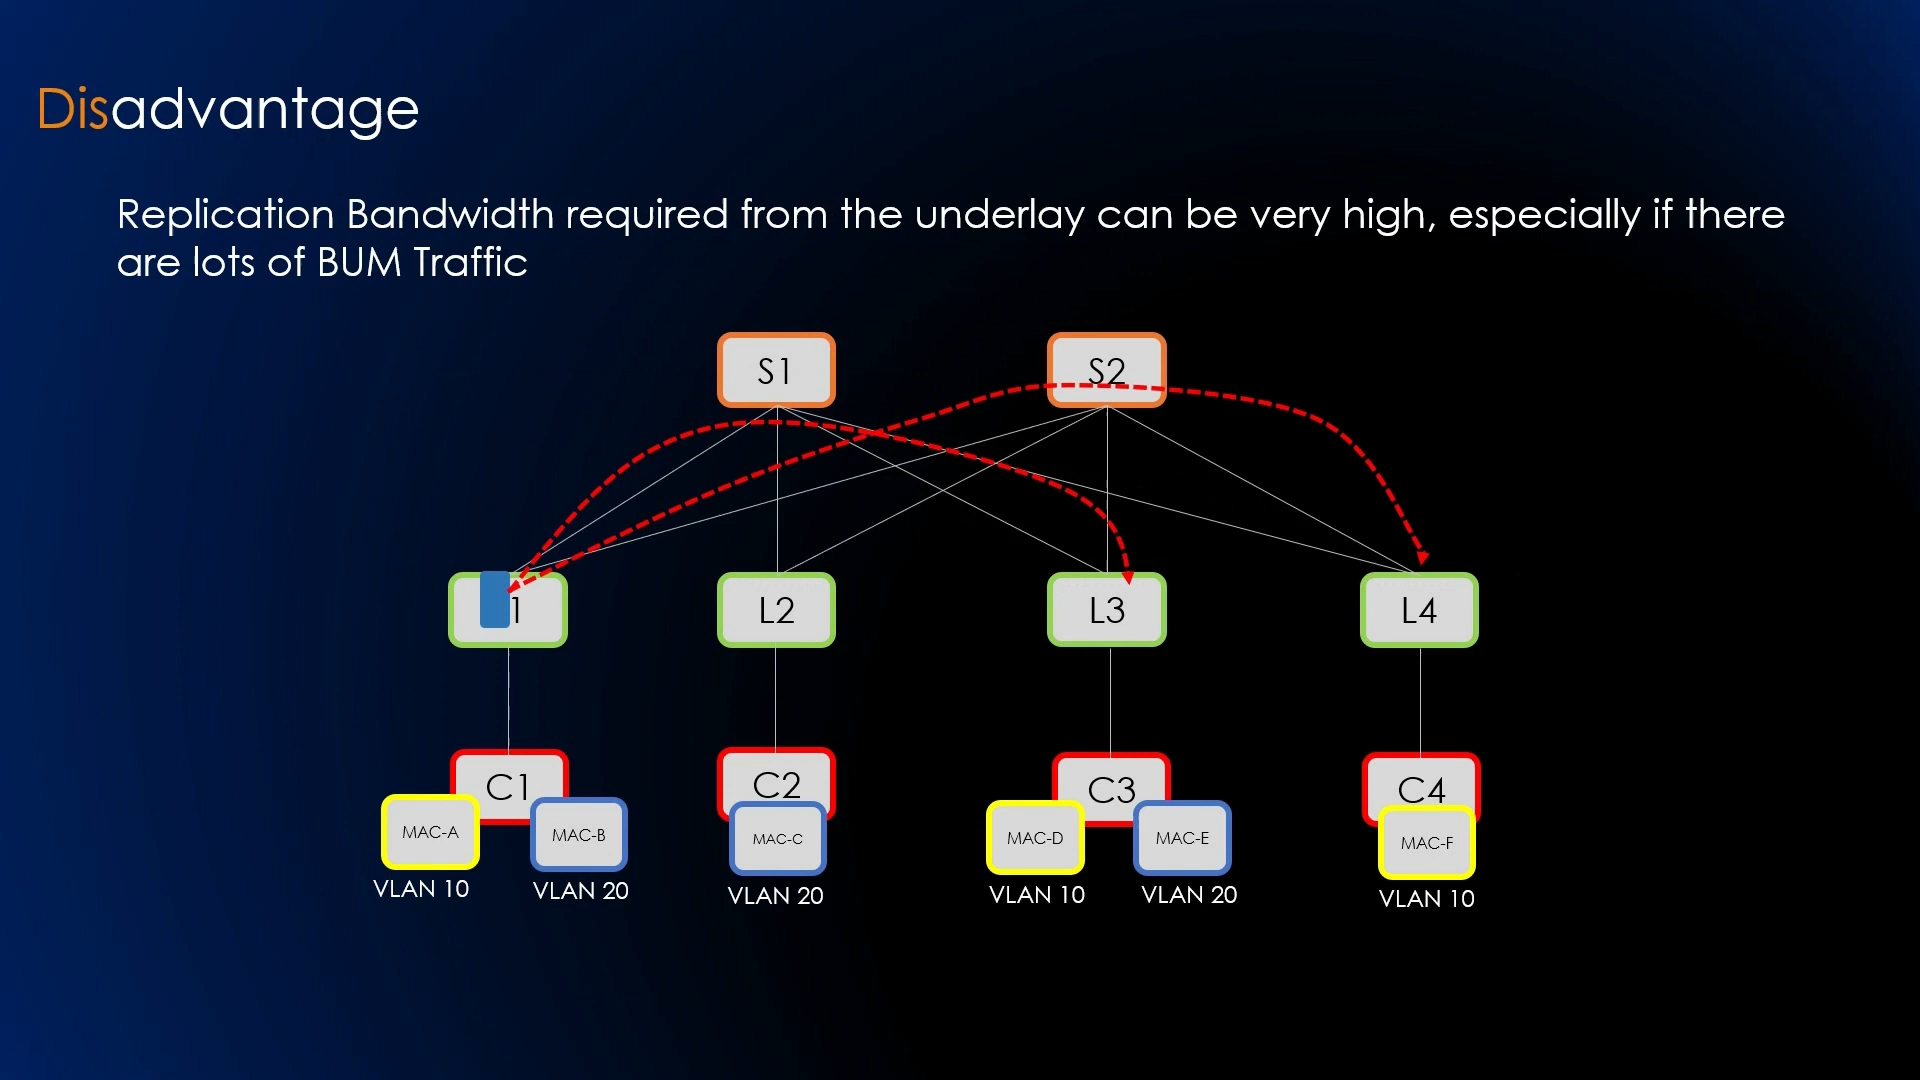 Disadvantage
Replication Bandwidth required from the underlay can be very high, especially if there
are lots of BUM Traffic
S1
S2
1
L2
L3
L4
C1
C2
C3
C4
MAC-A
MAC-B
MAC-C
MAC-D
MAC-E
MAC-F
VLAN 10
VLAN 20
VLAN 20
VLAN 10
VLAN 20
VLAN 10